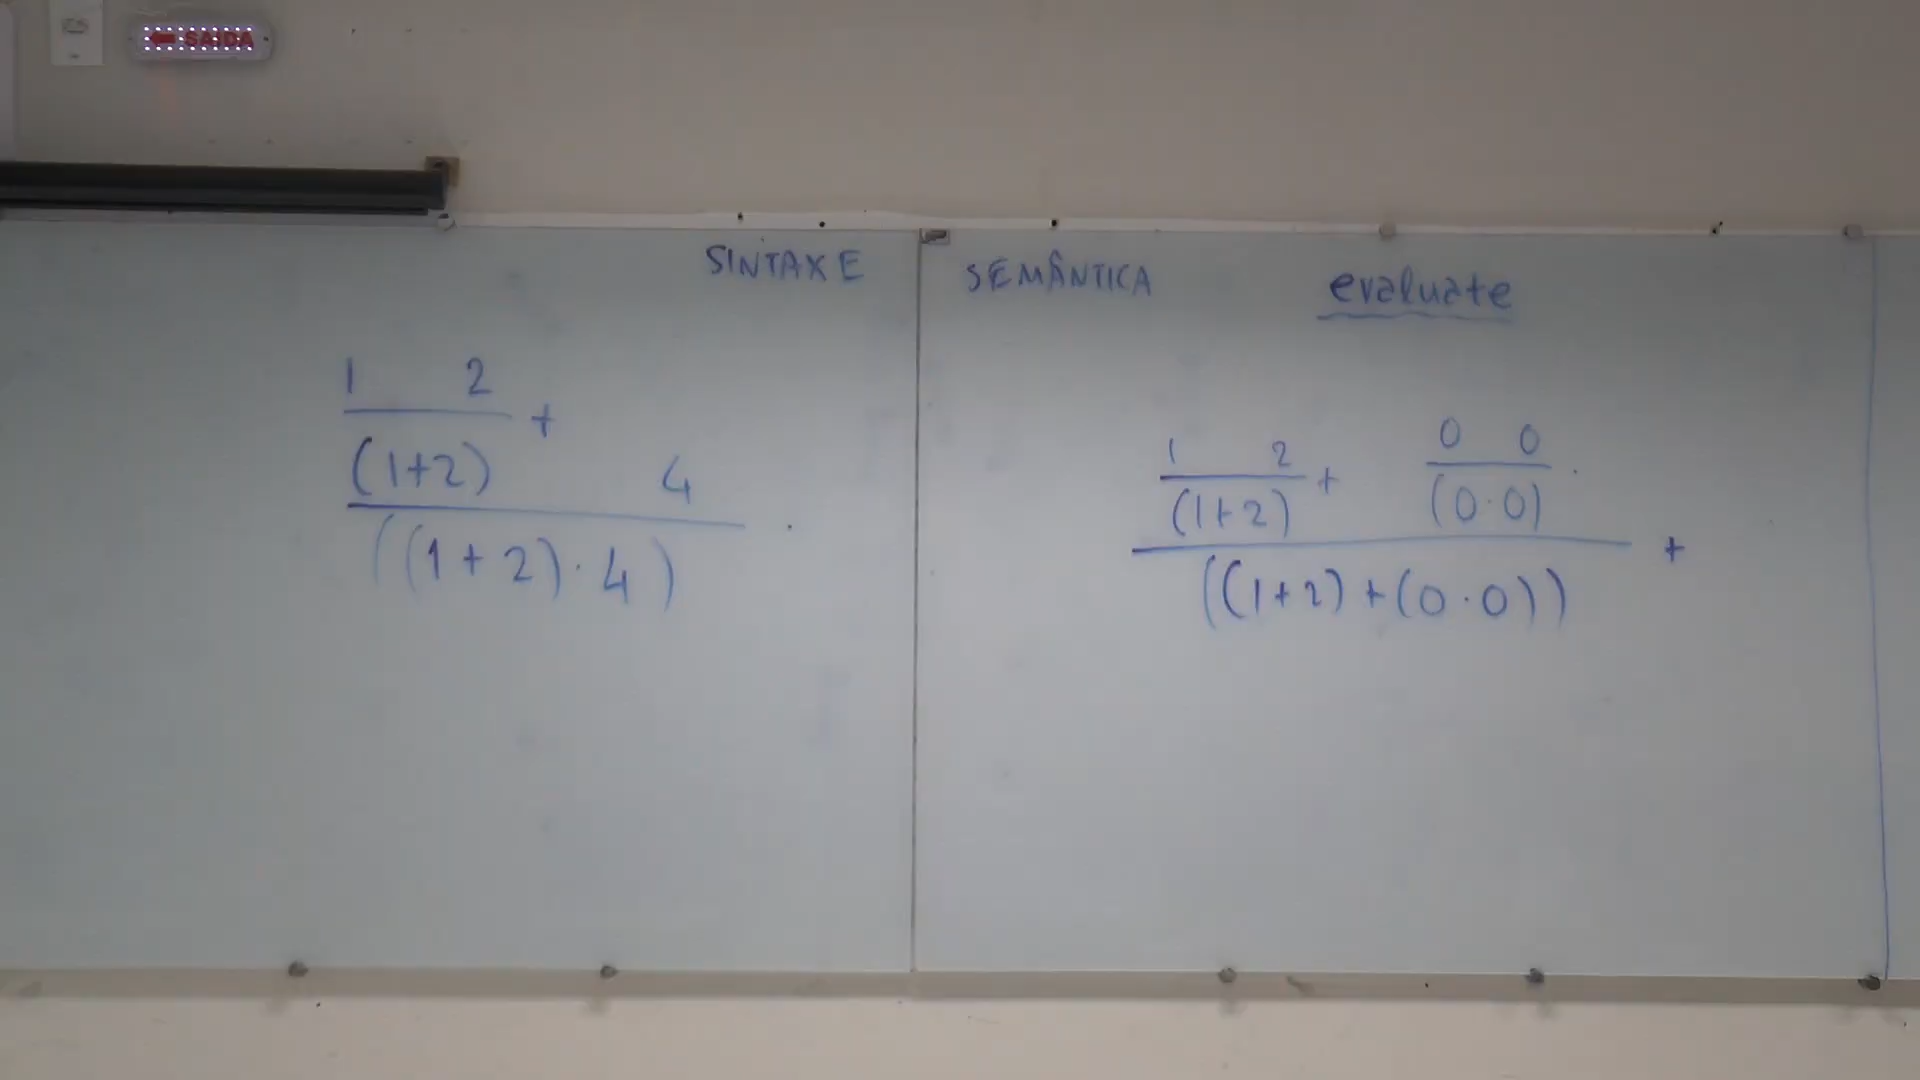 ← SAIDA
SINTAXE
1 2
+
(1+2) 4
.
((1+2)·4)
SEMÂNTICA evaluate
0 0
1 2 .
+
(1+2) (0·0)
+
((1+2)+(0·0))